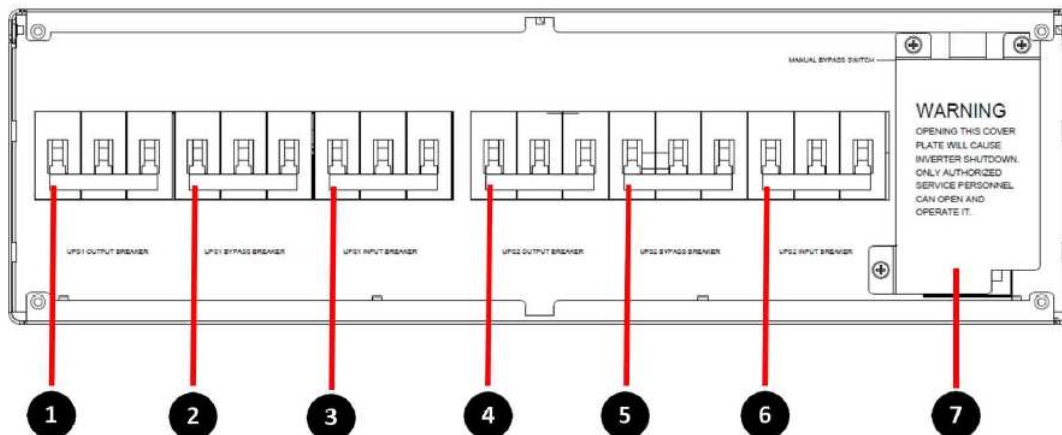 MANUAL BYPASS SWITCH
WARNING
OPENING THIS COVER
PLATE WILL CAUSE
INVERTER SHUTDOWN.
ONLY AUTHORIZED
SERVICE PERSONNEL
CAN OPEN AND
OPERATE IT.
UPS1 OUTPUT BREAKER
UPS1 BYPASS BREAKER
UPS1 INPUT BREAKER
UPS2 OUTPUT BREAKER
UPS2 BYPASS BREAKER
UPS2 INPUT BREAKER
1
2
3
4
5
6
7